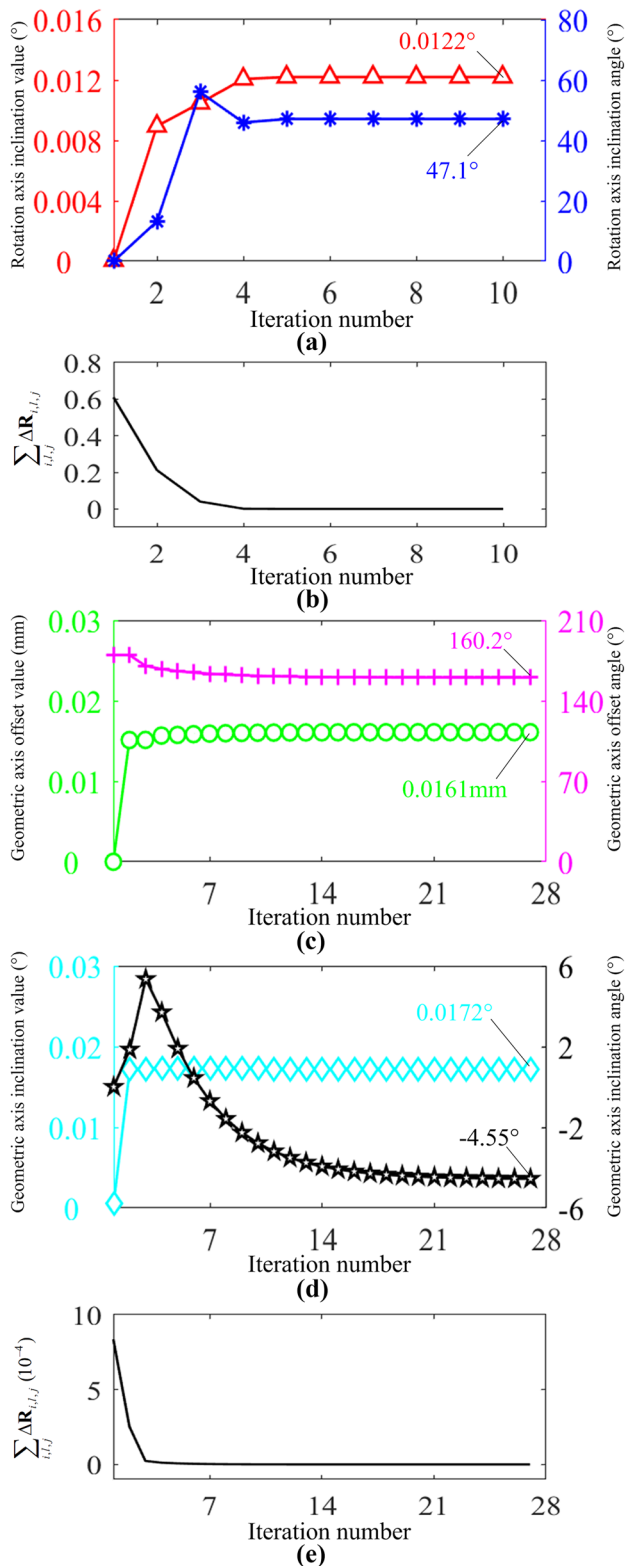 Rotation axis inclination value (°)
0.016
0.012
0.008
0.004
0
0.0122°
47.1°
80
60
40
20
0
Rotation axis inclination angle (°)
2
4
6
8
10
Iteration number
(a)
∑ΔR i,l,j
i,l,j
0.8
0.6
0.4
0.2
0
2
4
6
8
10
Iteration number
(b)
Geometric axis offset value (mm)
0.03
0.02
0.01
0
160.2°
0.0161mm
210
140
70
0
Geometric axis offset angle (°)
7
14
21
28
Iteration number
(c)
Geometric axis inclination value (°)
0.03
0.02
0.01
0
0.0172°
-4.55°
6
2
-2
-6
Geometric axis inclination angle (°)
7
14
21
28
Iteration number
(d)
∑ΔR i,l,j (10⁻⁴)
i,l,j
10
5
0
7
14
21
28
Iteration number
(e)